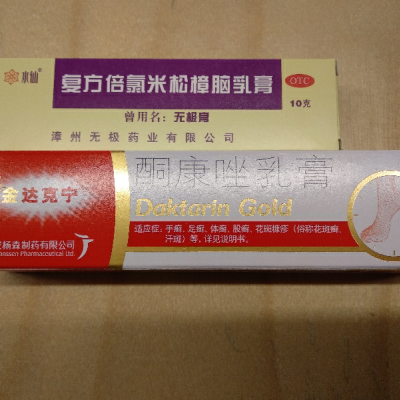 水仙
复方倍氯米松樟脑乳膏
OTC
10克
曾用名：无极膏
漳州无极药业有限公司
酮康唑乳膏
金达克宁
Daktarin Gold
适应症：手癣、足癣、体癣、股癣、花斑糠疹（俗称花斑癣、
汗斑）等，详见说明书。
杨森制药有限公司
Janssen Pharmaceutical Ltd.